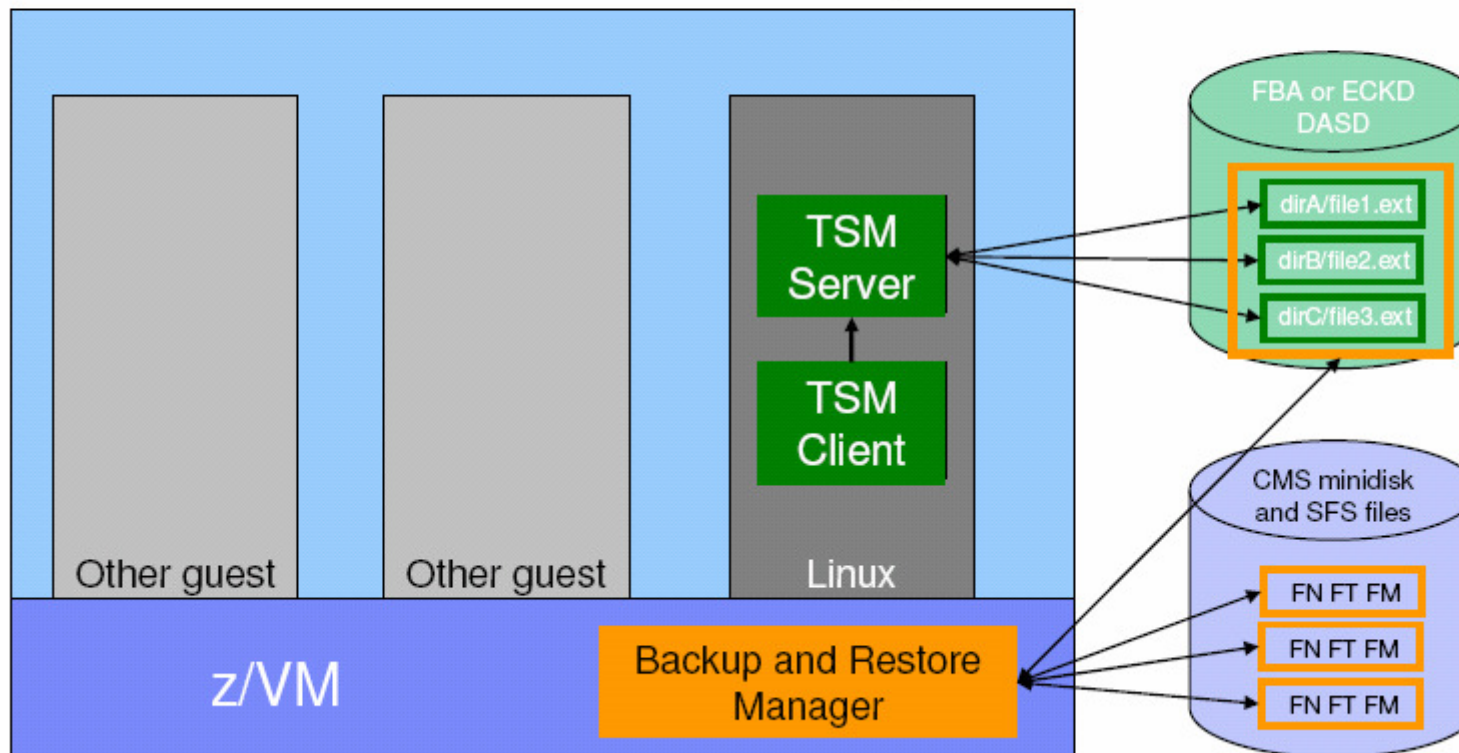 FBA or ECKD
DASD
dirA/file1.ext
dirB/file2.ext
dirC/file3.ext
TSM
Server
TSM
Client
Other guest
Other guest
Linux
CMS minidisk
and SFS files
FN FT FM
FN FT FM
FN FT FM
z/VM
Backup and Restore
Manager